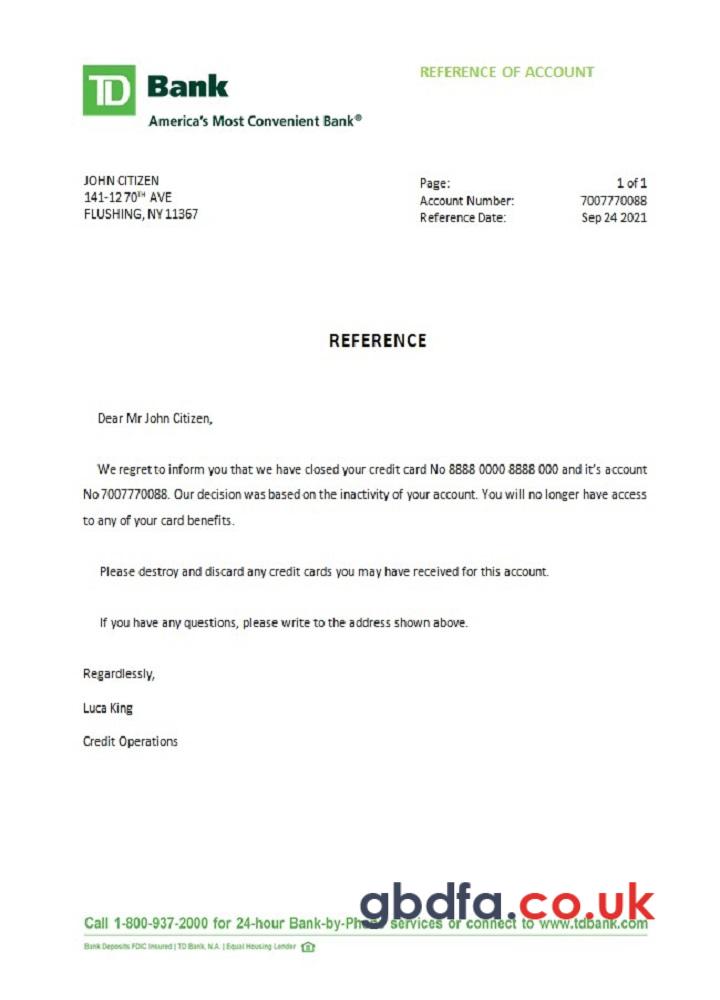 TD Bank
America's Most Convenient Bank®
REFERENCE OF ACCOUNT
JOHN CITIZEN
141-12 70TH AVE
FLUSHING, NY 11367
Page: 1 of 1
Account Number: 7007770088
Reference Date: Sep 24 2021
REFERENCE
Dear Mr John Citizen,
We regret to inform you that we have closed your credit card No 8888 0000 8888 000 and it's account
No 7007770088. Our decision was based on the inactivity of your account. You will no longer have access
to any of your card benefits.
Please destroy and discard any credit cards you may have received for this account.
If you have any questions, please write to the address shown above.
Regardlessly,
Luca King
Credit Operations
gbdfa.co.uk
Call 1-800-937-2000 for 24-hour Bank-by-Phone services or connect to www.tdbank.com
Bank Deposits FDIC Insured | TD Bank, N.A. | Equal Housing Lender